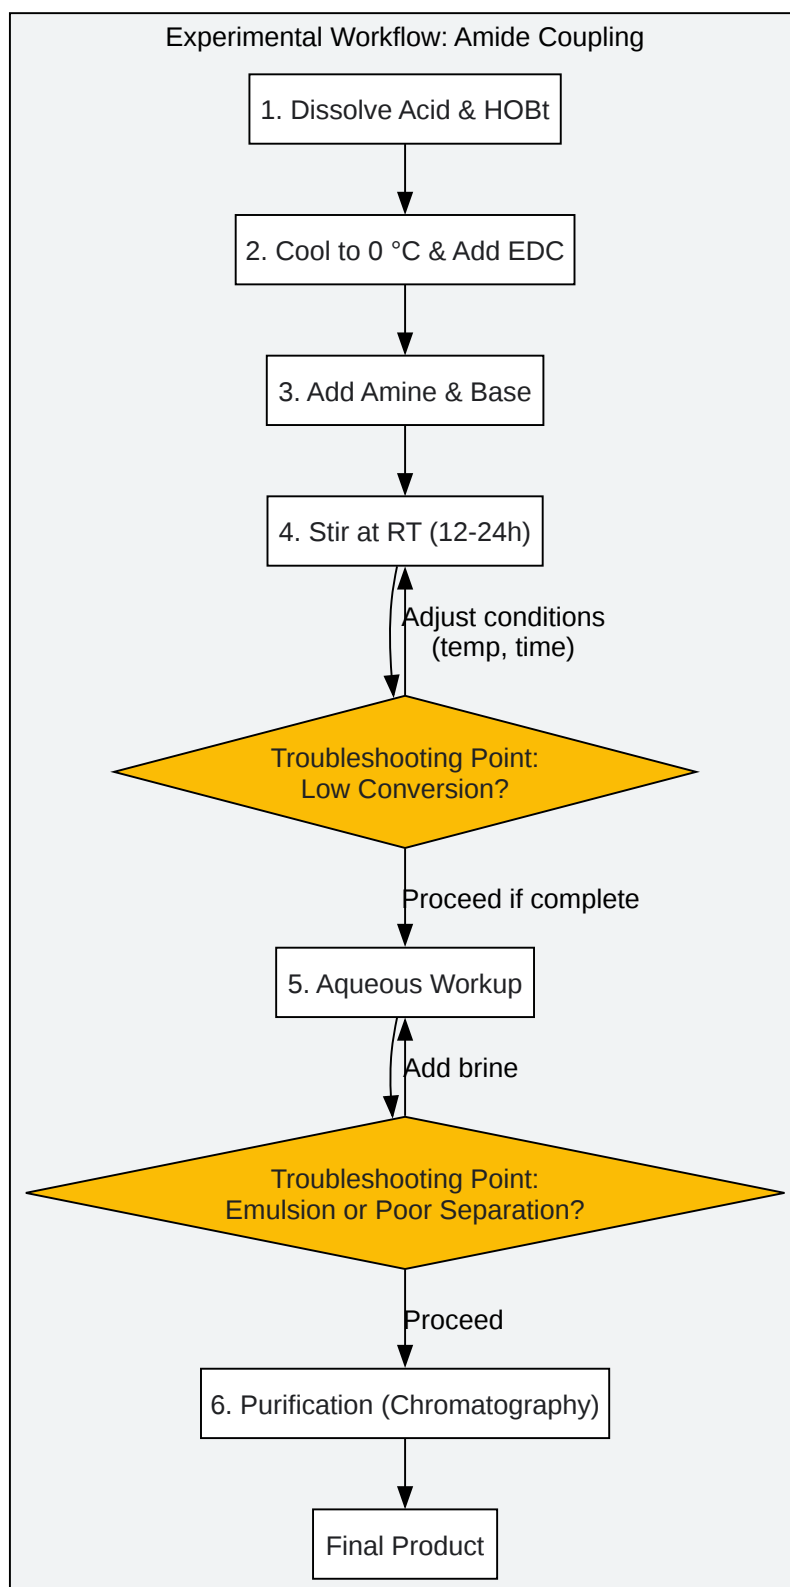 Experimental Workflow: Amide Coupling
1. Dissolve Acid & HOBt
2. Cool to 0 °C & Add EDC
3. Add Amine & Base
4. Stir at RT (12-24h)
Adjust conditions
(temp, time)
Troubleshooting Point:
Low Conversion?
Proceed if complete
5. Aqueous Workup
Add brine
Troubleshooting Point:
Emulsion or Poor Separation?
Proceed
6. Purification (Chromatography)
Final Product